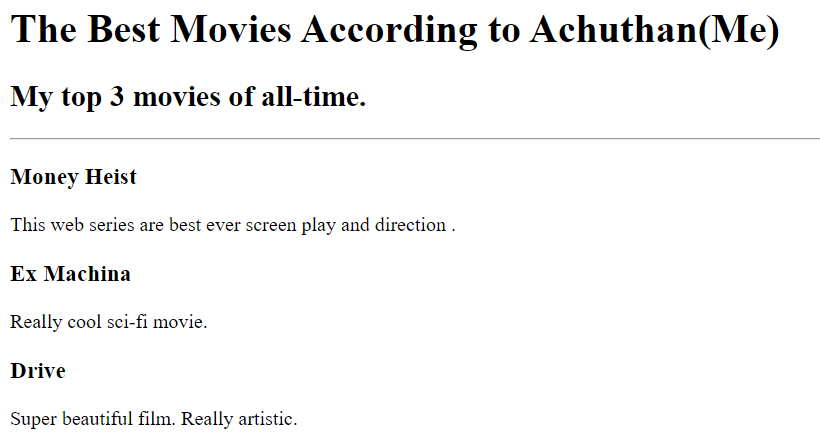 The Best Movies According to Achuthan(Me)
My top 3 movies of all-time.
Money Heist
This web series are best ever screen play and direction .
Ex Machina
Really cool sci-fi movie.
Drive
Super beautiful film. Really artistic.